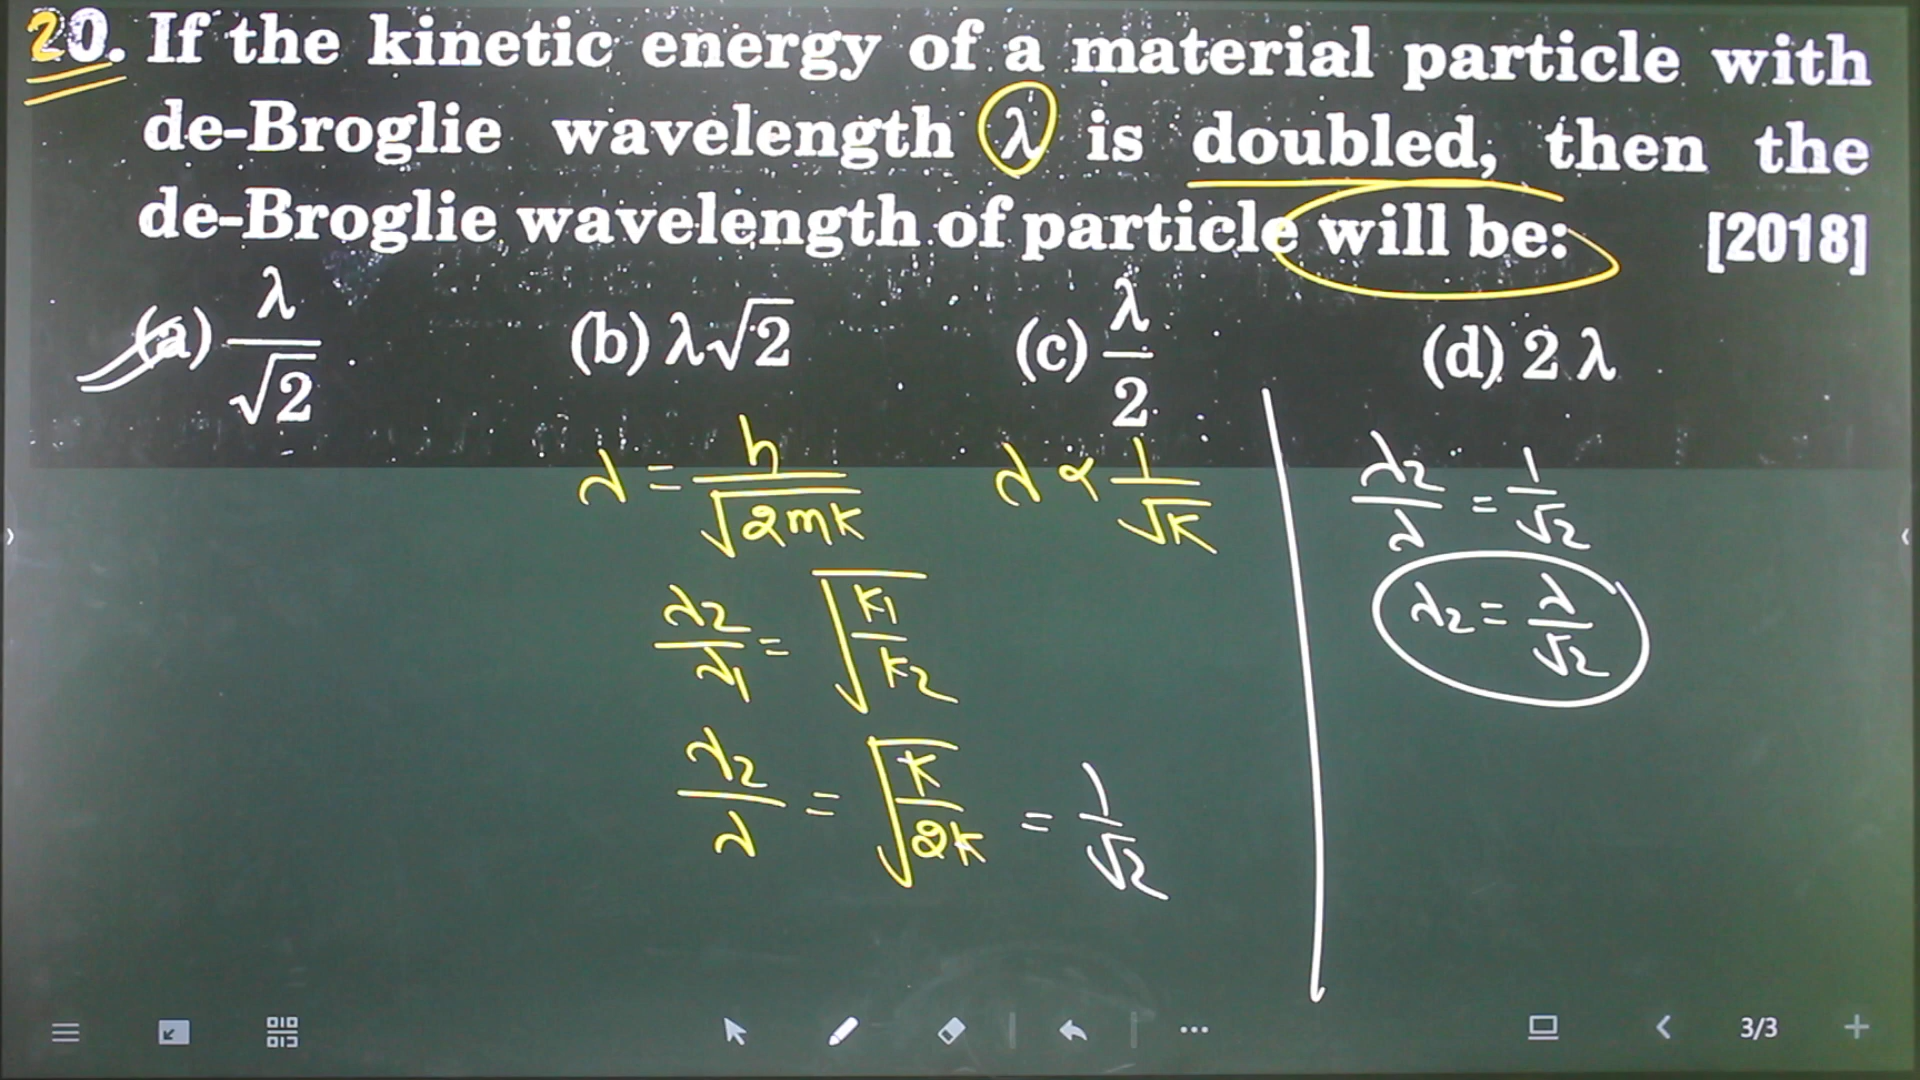 20. If the kinetic energy of a material particle with
de-Broglie wavelength λ is doubled, then the
de-Broglie wavelength of particle will be: [2018]
(a) λ/√2 (b) λ√2 (c) λ/2 (d) 2 λ
λ = h/√2mK λ ∝ 1/√K
λ2/λ1 = √K1/K2
λ2/λ = √K/2K = 1/√2
λ2/λ = 1/√2
λ2 = λ/√2
3/3